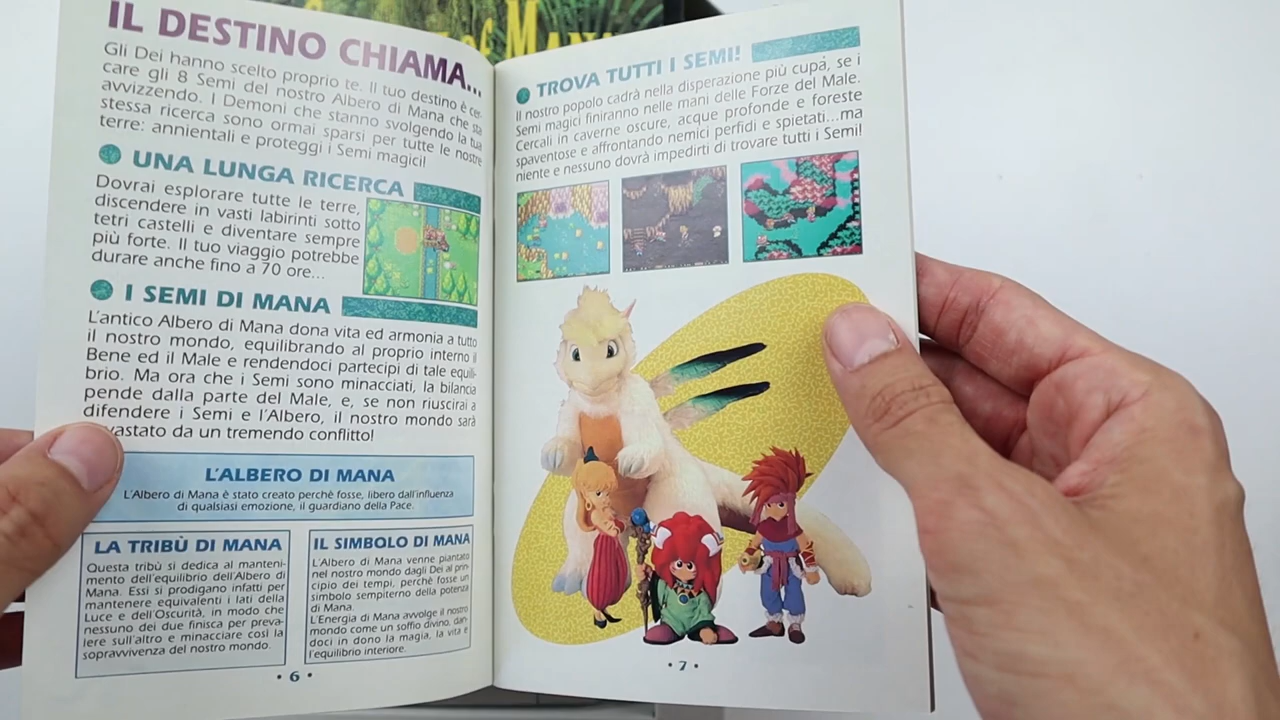 IL DESTINO CHIAMA...
Gli Dei hanno scelto proprio te. Il tuo destino è cer-
care gli 8 Semi del nostro Albero di Mana che sta
avvizzendo. I Demoni che stanno svolgendo la tua
stessa ricerca sono ormai sparsi per tutte le nostre
terre: annientali e proteggi i Semi magici!
UNA LUNGA RICERCA
Dovrai esplorare tutte le terre,
discendere in vasti labirinti sotto
tetri castelli e diventare sempre
più forte. Il tuo viaggio potrebbe
durare anche fino a 70 ore...
I SEMI DI MANA
L'antico Albero di Mana dona vita ed armonia a tutto
il nostro mondo, equilibrando al proprio interno il
Bene ed il Male e rendendoci partecipi di tale equili-
brio. Ma ora che i Semi sono minacciati, la bilancia
pende dalla parte del Male, e, se non riuscirai a
difendere i Semi e l'Albero, il nostro mondo sarà
vastato da un tremendo conflitto!
L'ALBERO DI MANA
L'Albero di Mana è stato creato perchè fosse, libero dall'influenza
di qualsiasi emozione, il guardiano della Pace.
LA TRIBÙ DI MANA
Questa tribù si dedica al manteni-
mento dell'equilibrio dell'Albero di
Mana. Essi si prodigano infatti per
mantenere equivalenti i lati della
Luce e dell'Oscurità, in modo che
nessuno dei due finisca per preva-
lere sull'altro e minacciare così la
sopravvivenza del nostro mondo.
IL SIMBOLO DI MANA
L'Albero di Mana venne piantato
nel nostro mondo dagli Dei al prin-
cipio dei tempi, perchè fosse un
simbolo sempiterno della potenza
di Mana.
L'Energia di Mana avvolge il nostro
mondo come un soffio divino, dan-
doci in dono la magia, la vita e
l'equilibrio interiore.
• 6 •
TROVA TUTTI I SEMI!
Il nostro popolo cadrà nella disperazione più cupa, se i
Semi magici finiranno nelle mani delle Forze del Male.
Cercali in caverne oscure, acque profonde e foreste
spaventose e affrontando nemici perfidi e spietati...ma
niente e nessuno dovrà impedirti di trovare tutti i Semi!
• 7 •